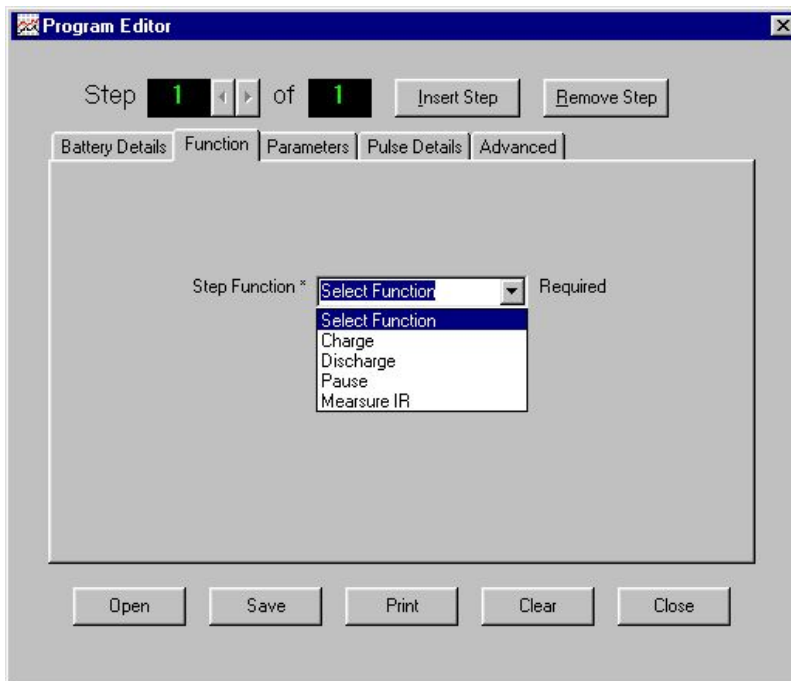 Program Editor
Step 1 of 1 Insert Step Remove Step
Battery Details Function Parameters Pulse Details Advanced
Step Function * Select Function Required
Select Function
Charge
Discharge
Pause
Mearsure IR
Open Save Print Clear Close